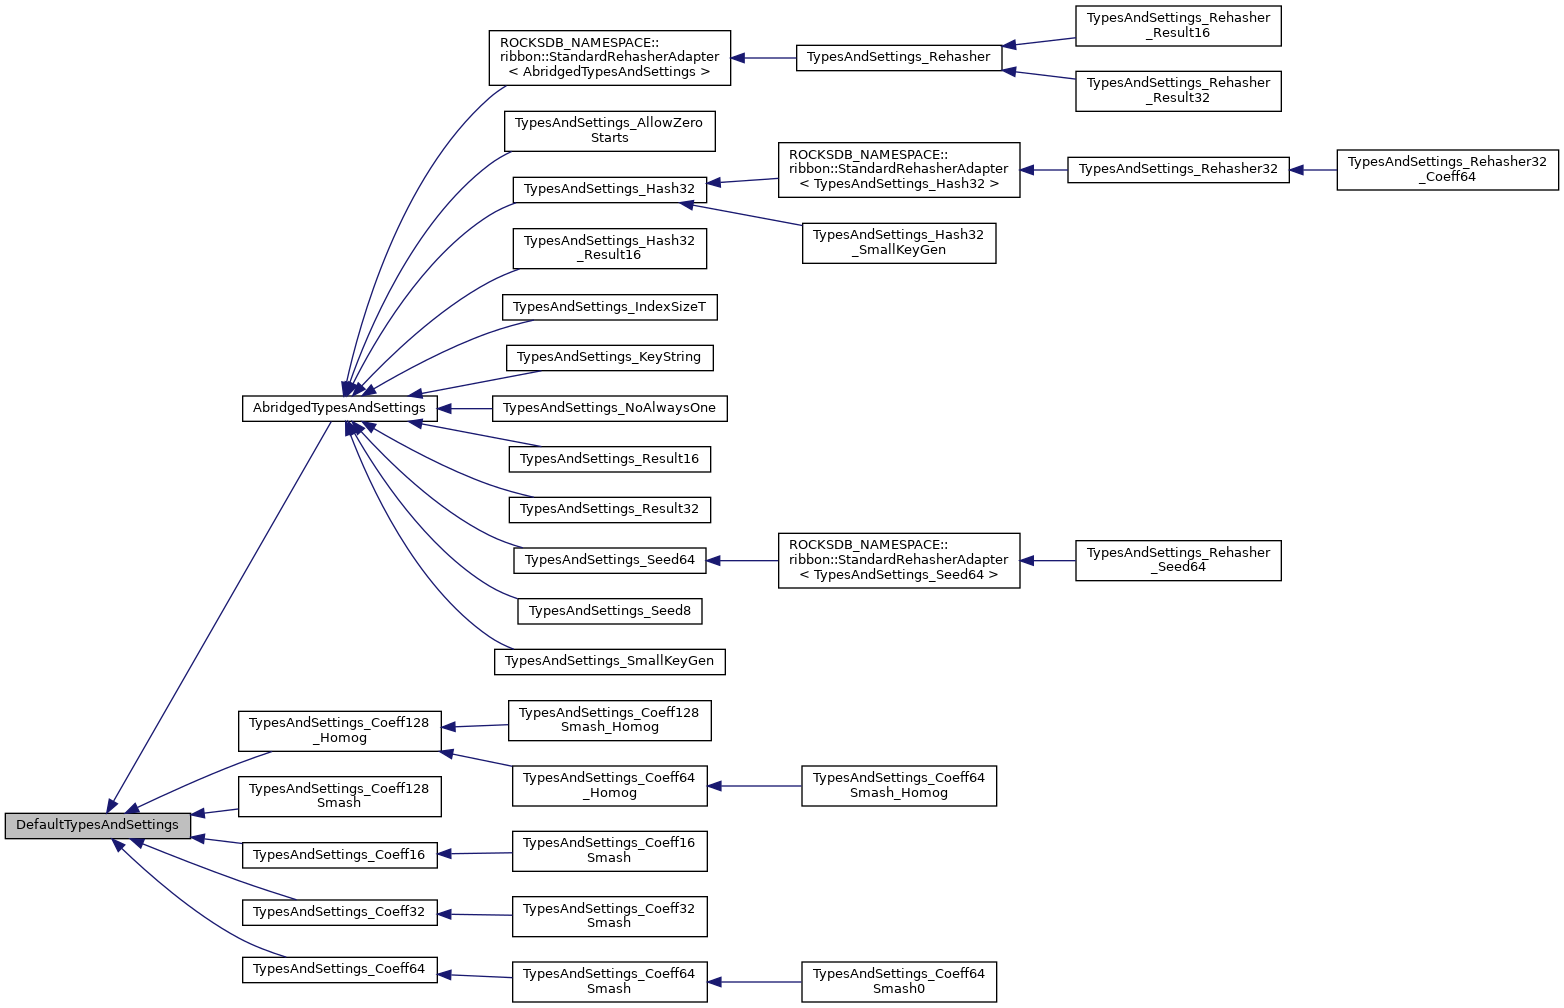 ROCKSDB_NAMESPACE::
ribbon::StandardRehasherAdapter
< AbridgedTypesAndSettings >
TypesAndSettings_Rehasher
TypesAndSettings_Rehasher
_Result16
TypesAndSettings_Rehasher
_Result32
TypesAndSettings_AllowZero
Starts
TypesAndSettings_Hash32
ROCKSDB_NAMESPACE::
ribbon::StandardRehasherAdapter
< TypesAndSettings_Hash32 >
TypesAndSettings_Rehasher32
TypesAndSettings_Rehasher32
_Coeff64
TypesAndSettings_Hash32
_SmallKeyGen
TypesAndSettings_Hash32
_Result16
TypesAndSettings_IndexSizeT
TypesAndSettings_KeyString
AbridgedTypesAndSettings
TypesAndSettings_NoAlwaysOne
TypesAndSettings_Result16
TypesAndSettings_Result32
TypesAndSettings_Seed64
ROCKSDB_NAMESPACE::
ribbon::StandardRehasherAdapter
< TypesAndSettings_Seed64 >
TypesAndSettings_Rehasher
_Seed64
TypesAndSettings_Seed8
TypesAndSettings_SmallKeyGen
TypesAndSettings_Coeff128
_Homog
TypesAndSettings_Coeff128
Smash_Homog
TypesAndSettings_Coeff64
_Homog
TypesAndSettings_Coeff64
Smash_Homog
TypesAndSettings_Coeff128
Smash
DefaultTypesAndSettings
TypesAndSettings_Coeff16
TypesAndSettings_Coeff16
Smash
TypesAndSettings_Coeff32
TypesAndSettings_Coeff32
Smash
TypesAndSettings_Coeff64
TypesAndSettings_Coeff64
Smash
TypesAndSettings_Coeff64
Smash0